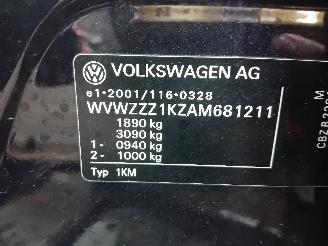 VOLKSWAGEN AG
e1*2001/116*0328
WVWZZZ1KZAM681211
1890 kg
3090 kg
1- 0940 kg
2- 1000 kg
Typ 1KM